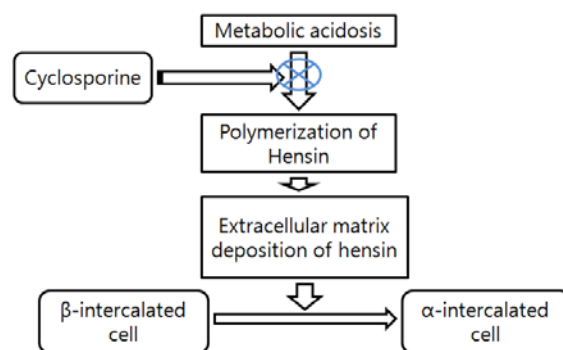 Metabolic acidosis
Cyclosporine
Polymerization of
Hensin
Extracellular matrix
deposition of hensin
β-intercalated
cell
α-intercalated
cell